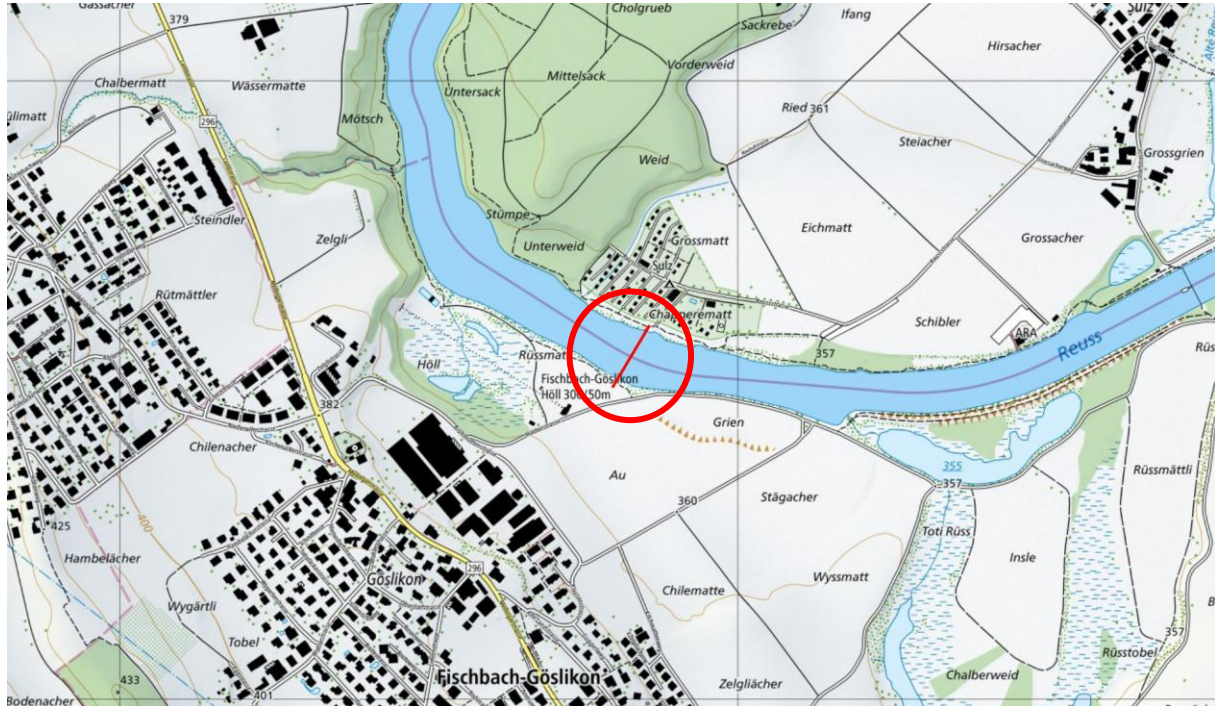 Gassacher
379
Cholgrueb
Ifang
Sulz
Sackrebe
Hirsacher
Chalbermatt
Wässermatte
Untersack
Mittelsack
Vorderweid
Mötsch
Ried 361
296
Steiacher
Weid
Grossgrien
Steindler
Stümpe
Zelgli
Unterweid
Grossmatt
Eichmatt
Grossacher
Sulz
Rütmättler
Chapperematt
Schibler
ARA
Reuss
Höll
357
Fischbach-Göslikon
Höll 300/50m
382
Chilenacher
Grien
Au
355
357
Rüssmättli
Stägacher
360
425
400
Toti Rüss
Hambelächer
Insle
296
Göslikon
Wyssmatt
Chilematte
Wygärtli
Tobel
357
Rüsstobel
Fischbach-Göslikon
Chalberweid
433
Zelgliächer
401
Bodenacher